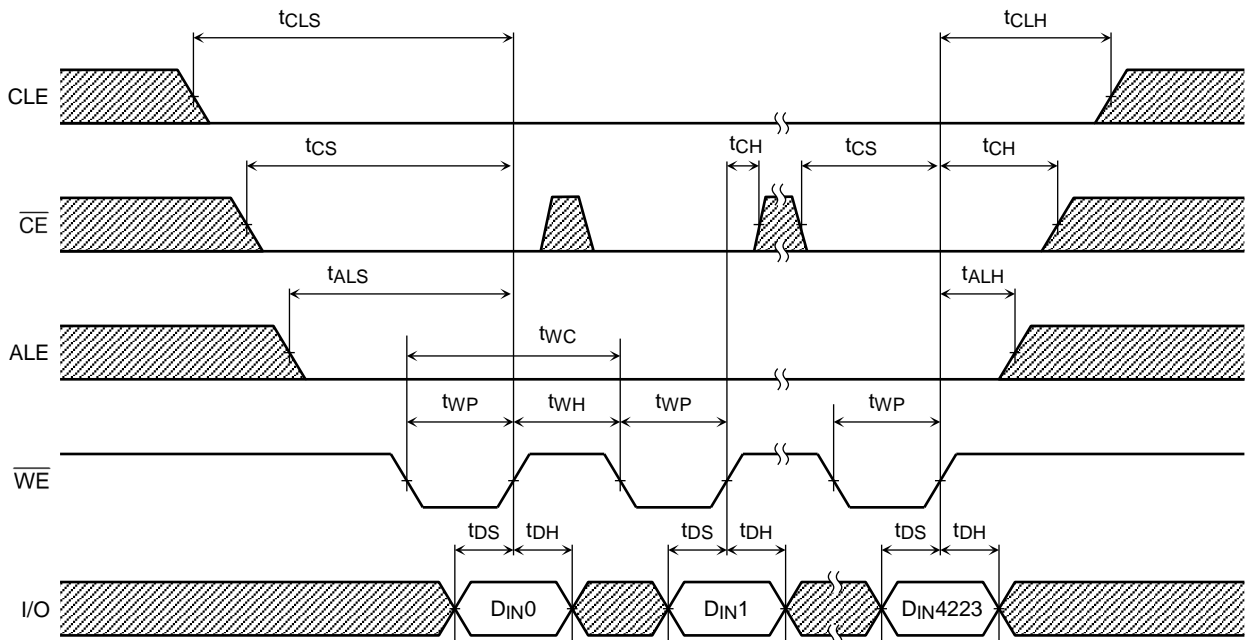 tCLS tCLH
CLE
tCS tCH tCS tCH
CE
tALS tALH
ALE
tWC
tWP tWH tWP tWP
WE
tDS tDH tDS tDH tDS tDH
I/O DIN0 DIN1 DIN4223